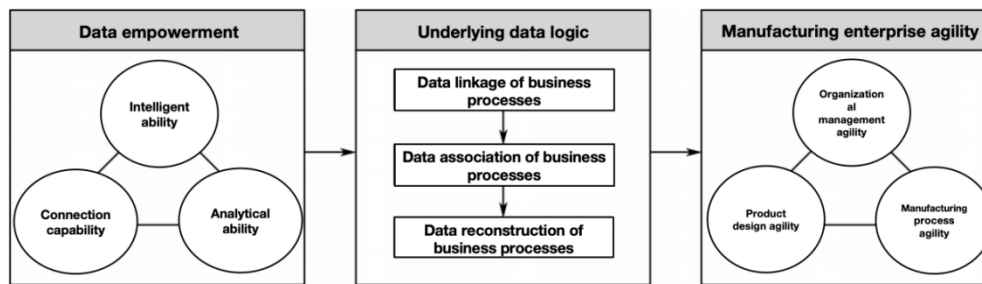 Data empowerment
Intelligent
ability
Connection
capability
Analytical
ability
Underlying data logic
Data linkage of business
processes
Data association of business
processes
Data reconstruction of
business processes
Manufacturing enterprise agility
Organization
al
management
agility
Product
design agility
Manufacturing
process
agility